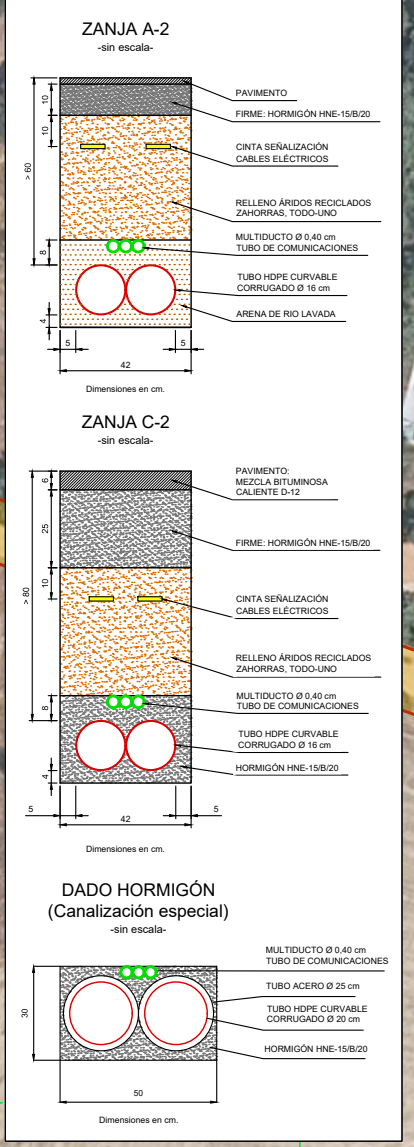 ZANJA A-2
-sin escala-
10
10
> 60
8
4
5
5
42
PAVIMENTO
FIRME: HORMIGÓN HNE-15/B/20
CINTA SEÑALIZACIÓN
CABLES ELÉCTRICOS
RELLENO ÁRIDOS RECICLADOS
ZAHORRAS, TODO-UNO
MULTIDUCTO Ø 0,40 cm
TUBO DE COMUNICACIONES
TUBO HDPE CURVABLE
CORRUGADO Ø 16 cm
ARENA DE RIO LAVADA
Dimensiones en cm.
ZANJA C-2
-sin escala-
6
25
10
> 80
8
4
5
5
42
PAVIMENTO:
MEZCLA BITUMINOSA
CALIENTE D-12
FIRME: HORMIGÓN HNE-15/B/20
CINTA SEÑALIZACIÓN
CABLES ELÉCTRICOS
RELLENO ÁRIDOS RECICLADOS
ZAHORRAS, TODO-UNO
MULTIDUCTO Ø 0,40 cm
TUBO DE COMUNICACIONES
TUBO HDPE CURVABLE
CORRUGADO Ø 16 cm
HORMIGÓN HNE-15/B/20
Dimensiones en cm.
DADO HORMIGÓN
(Canalización especial)
-sin escala-
30
50
MULTIDUCTO Ø 0,40 cm
TUBO DE COMUNICACIONES
TUBO ACERO Ø 25 cm
TUBO HDPE CURVABLE
CORRUGADO Ø 20 cm
HORMIGÓN HNE-15/B/20
Dimensiones en cm.